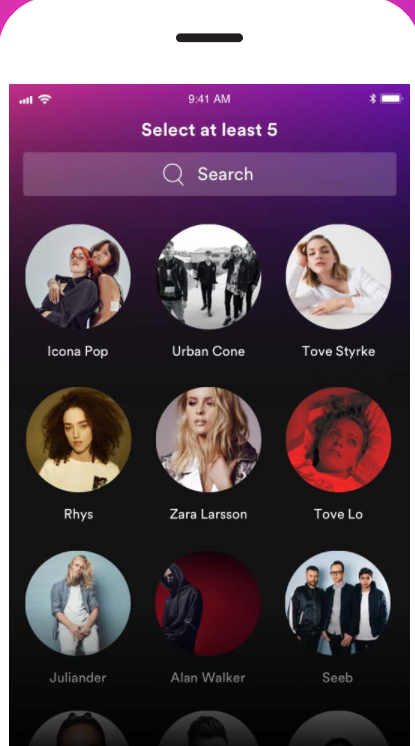 9:41 AM
Select at least 5
Search
Icona Pop Urban Cone Tove Styrke
Rhys Zara Larsson Tove Lo
Juliander Alan Walker Seeb